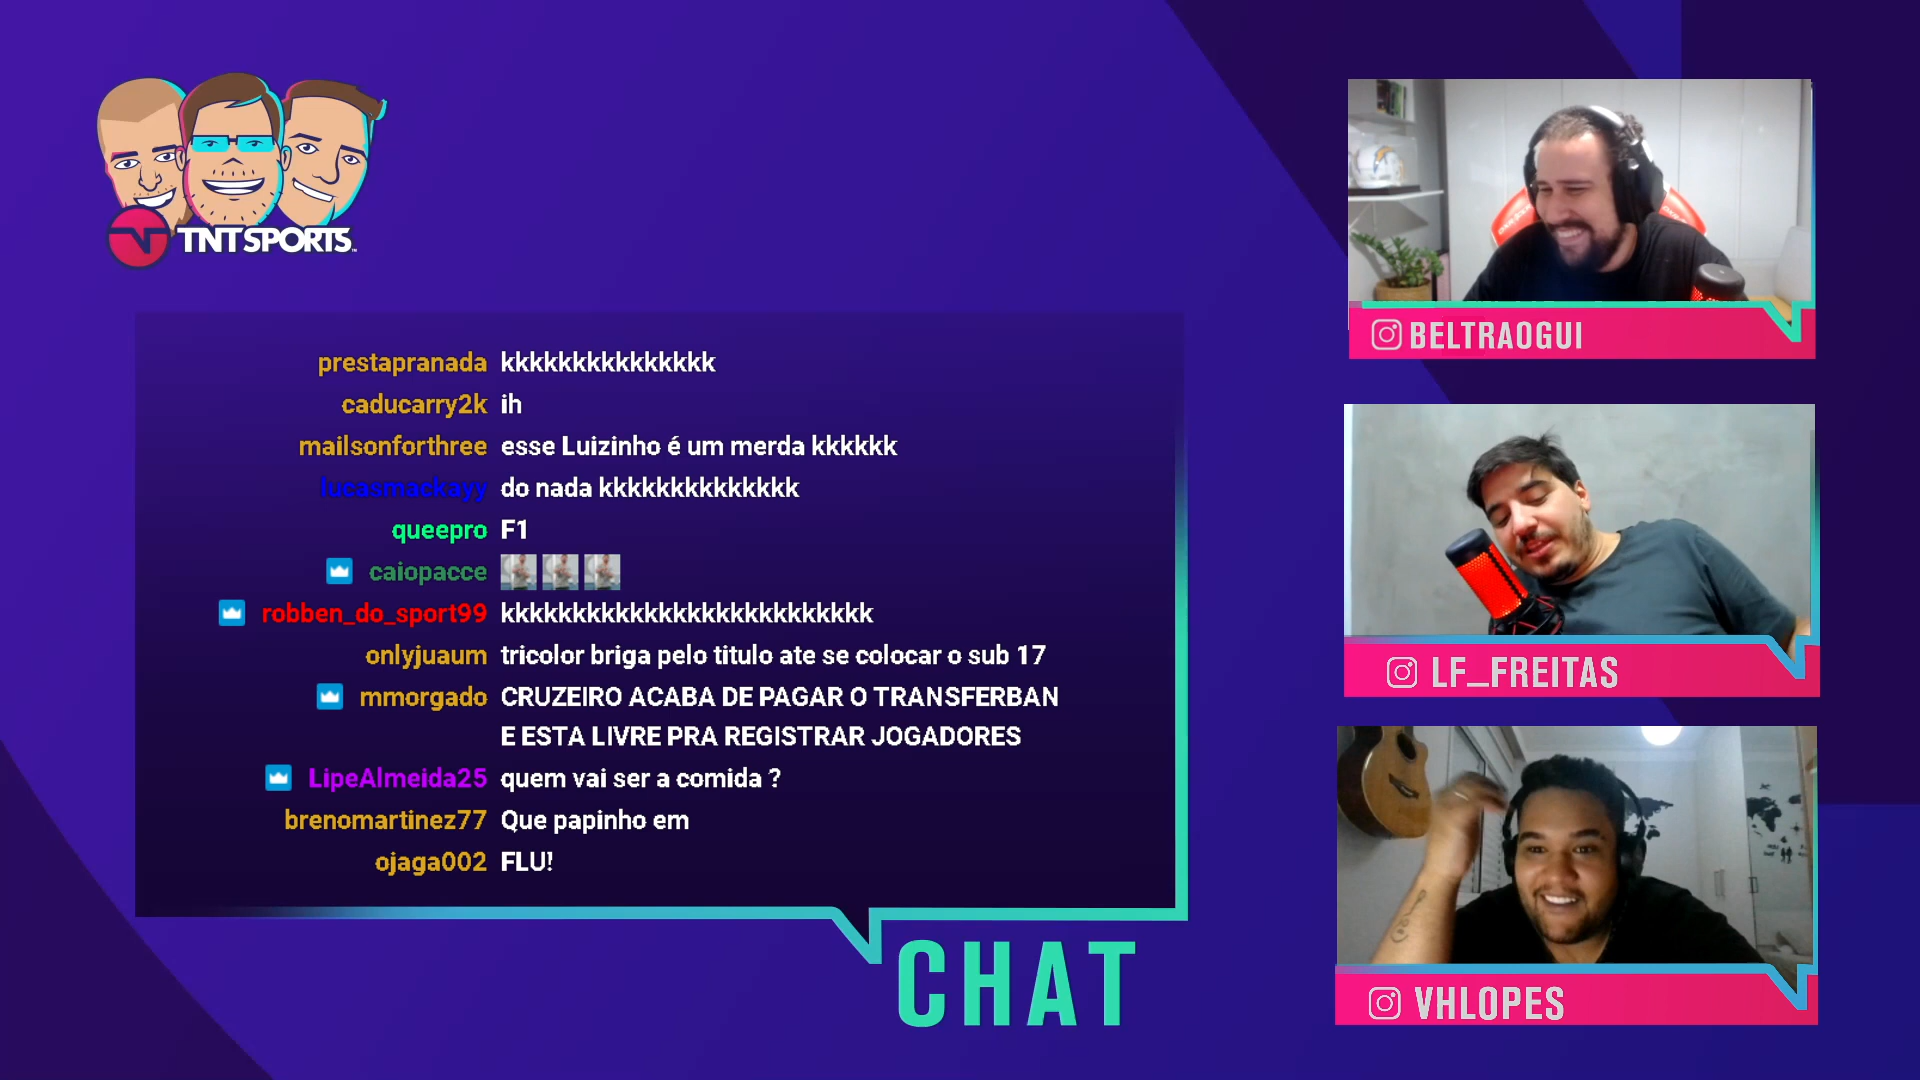 TNT SPORTS
prestapranada kkkkkkkkkkkkkkk
caducarry2k ih
mailsonforthree esse Luizinho é um merda kkkkkk
lucasmackayy do nada kkkkkkkkkkkkkk
queepro F1
caiopacce
robben_do_sport99 kkkkkkkkkkkkkkkkkkkkkkkkkk
onlyjuaum tricolor briga pelo titulo ate se colocar o sub 17
mmorgado CRUZEIRO ACABA DE PAGAR O TRANSFERBAN
E ESTA LIVRE PRA REGISTRAR JOGADORES
LipeAlmeida25 quem vai ser a comida ?
brenomartinez77 Que papinho em
ojaga002 FLU!
CHAT
BELTRAOGUI
LF_FREITAS
VHLOPES